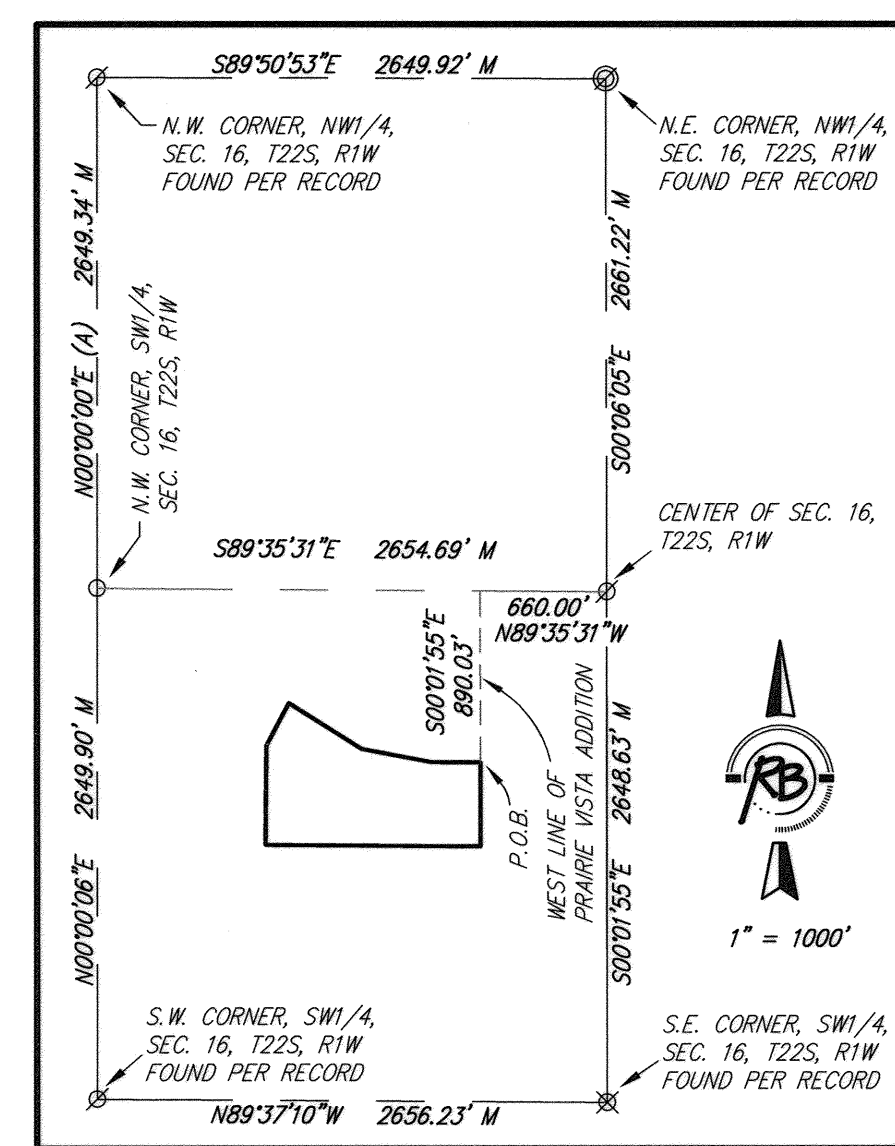 S89°50'53"E 2649.92' M
N.W. CORNER, NW1/4,
SEC. 16, T22S, R1W
FOUND PER RECORD
N.E. CORNER, NW1/4,
SEC. 16, T22S, R1W
FOUND PER RECORD
N00°00'00"E (A) 2649.34' M
N.W. CORNER, SW1/4,
SEC. 16, T22S, R1W
S00°06'05"E 2661.22' M
S89°35'31"E 2654.69' M
CENTER OF SEC. 16,
T22S, R1W
660.00'
N89°35'31"W
S00°01'55"E
890.03'
N00°00'06"E 2649.90' M
P.O.B.
WEST LINE OF
PRAIRIE VISTA ADDITION
S00°01'55"E 2648.63' M
RB
1" = 1000'
S.W. CORNER, SW1/4,
SEC. 16, T22S, R1W
FOUND PER RECORD
S.E. CORNER, SW1/4,
SEC. 16, T22S, R1W
FOUND PER RECORD
N89°37'10"W 2656.23' M